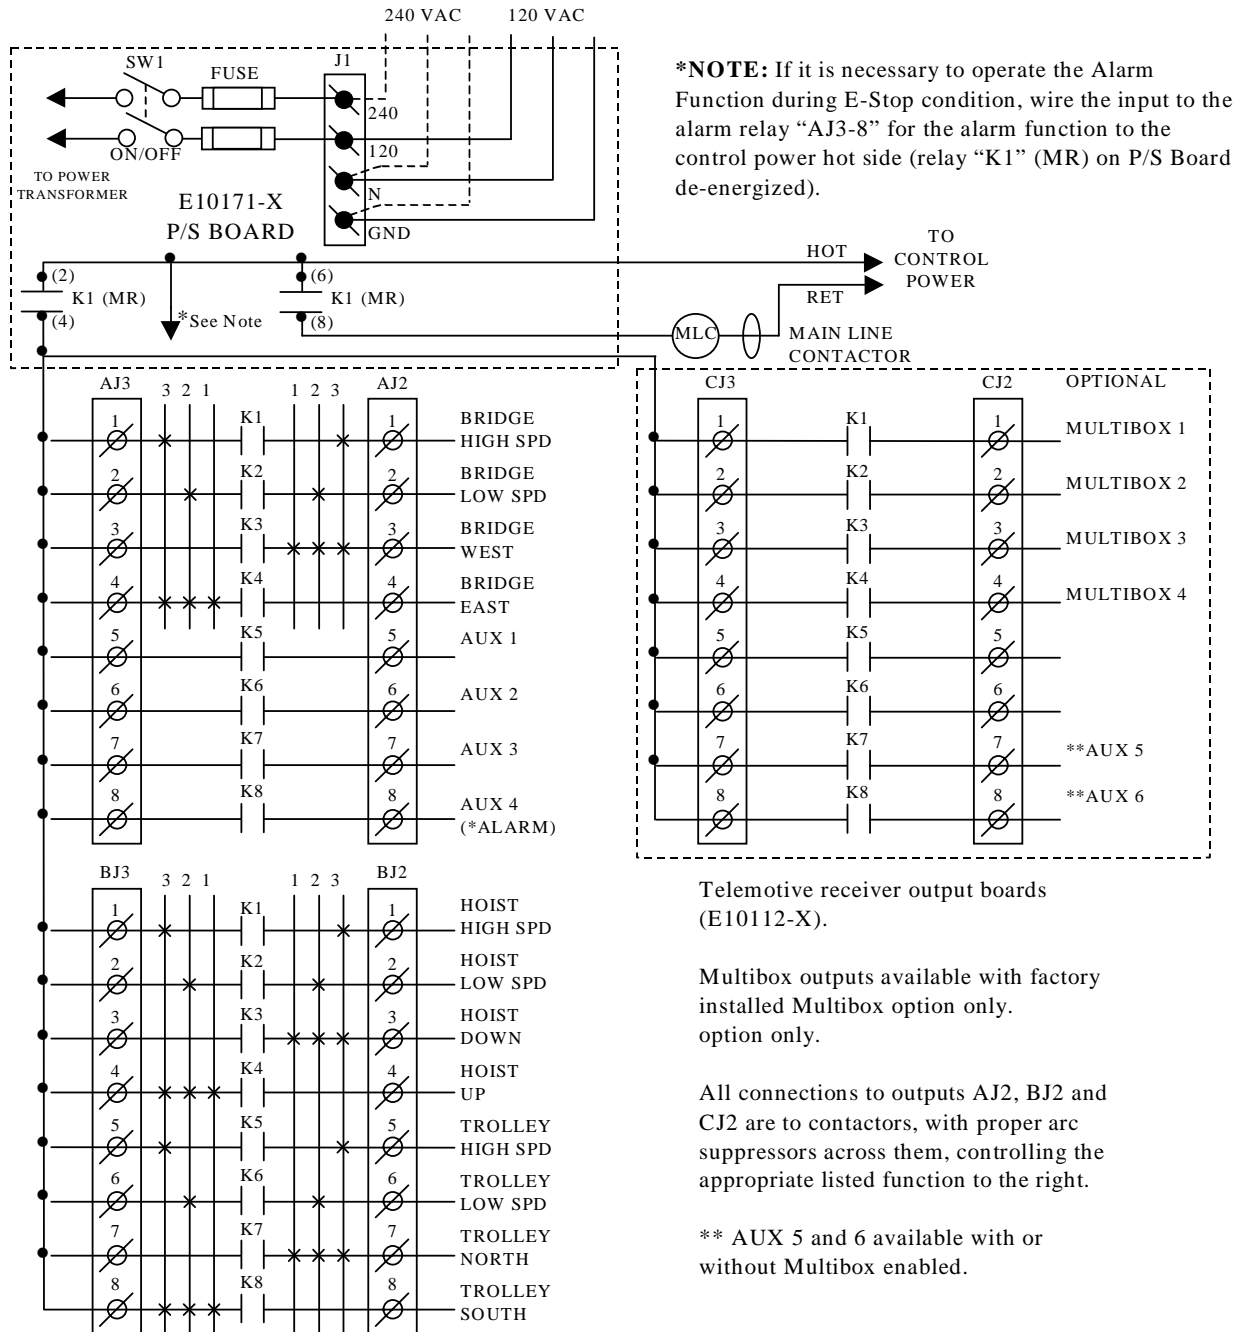 240 VAC 120 VAC
SW1 FUSE J1
240
120
ON/OFF
N
TO POWER
TRANSFORMER
E10171-X
P/S BOARD
GND
*NOTE: If it is necessary to operate the Alarm
Function during E-Stop condition, wire the input to the
alarm relay “AJ3-8” for the alarm function to the
control power hot side (relay “K1” (MR) on P/S Board
de-energized).
HOT
RET
TO
CONTROL
POWER
(2) (6)
K1 (MR) K1 (MR)
(4) *See Note (8)
MLC
MAIN LINE
CONTACTOR
AJ3 3 2 1 1 2 3 AJ2
1 K1 1 BRIDGE
HIGH SPD
2 K2 2 BRIDGE
LOW SPD
3 K3 3 BRIDGE
WEST
4 K4 4 BRIDGE
EAST
5 K5 5 AUX 1
6 K6 6 AUX 2
7 K7 7 AUX 3
8 K8 8 AUX 4
(*ALARM)
CJ3 CJ2 OPTIONAL
1 K1 1 MULTIBOX 1
2 K2 2 MULTIBOX 2
3 K3 3 MULTIBOX 3
4 K4 4 MULTIBOX 4
5 K5 5
6 K6 6
7 K7 7 **AUX 5
8 K8 8 **AUX 6
BJ3 3 2 1 1 2 3 BJ2
1 K1 1 HOIST
HIGH SPD
2 K2 2 HOIST
LOW SPD
3 K3 3 HOIST
DOWN
4 K4 4 HOIST
UP
5 K5 5 TROLLEY
HIGH SPD
6 K6 6 TROLLEY
LOW SPD
7 K7 7 TROLLEY
NORTH
8 K8 8 TROLLEY
SOUTH
Telemotive receiver output boards
(E10112-X).
Multibox outputs available with factory
installed Multibox option only.
option only.
All connections to outputs AJ2, BJ2 and
CJ2 are to contactors, with proper arc
suppressors across them, controlling the
appropriate listed function to the right.
** AUX 5 and 6 available with or
without Multibox enabled.